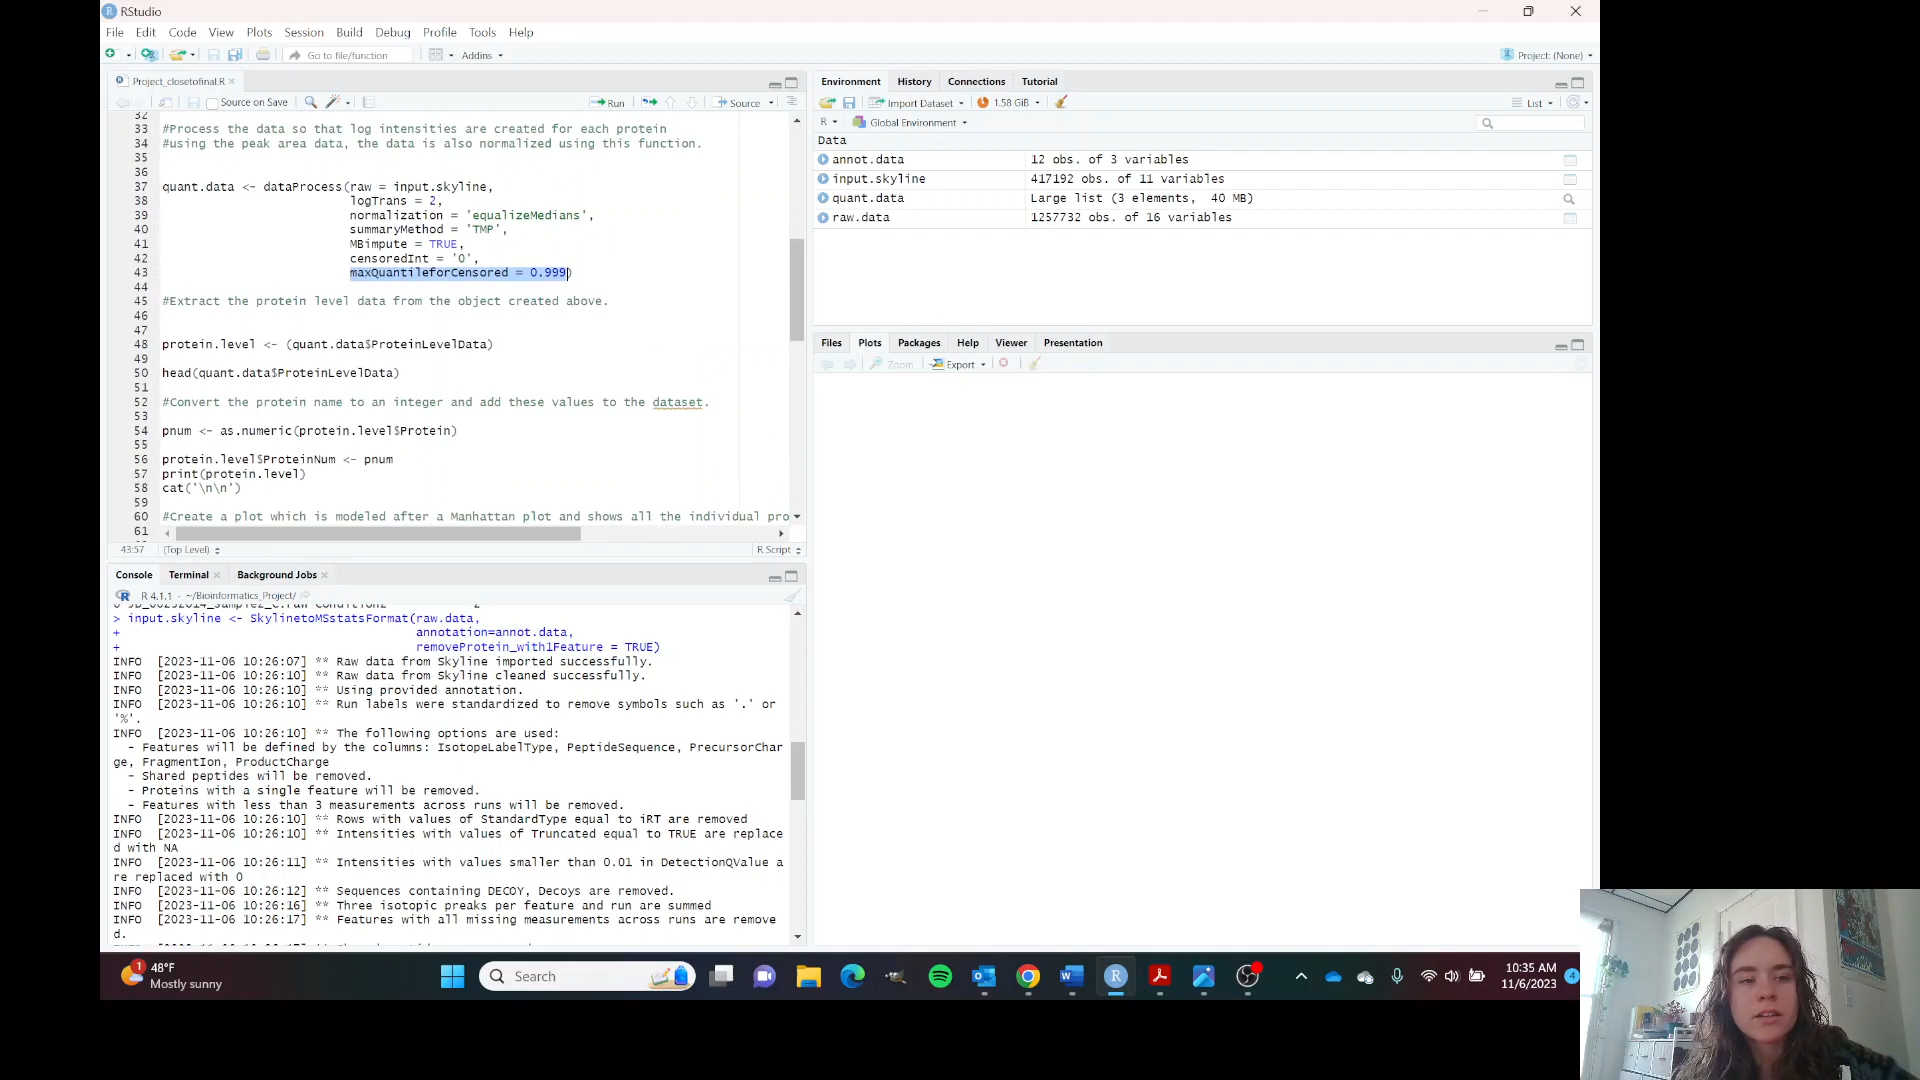 RStudio
File Edit Code View Plots Session Build Debug Profile Tools Help
Go to file/function Addins Project: (None)
Project_closetofinal.R
Source on Save Run Source
32
33 #Process the data so that log intensities are created for each protein
34 #using the peak area data, the data is also normalized using this function.
35
36
37 quant.data <- dataProcess(raw = input.skyline,
38 logTrans = 2,
39 normalization = 'equalizeMedians',
40 summaryMethod = 'TMP',
41 MBimpute = TRUE,
42 censoredInt = '0',
43 maxQuantileforCensored = 0.999)
44
45 #Extract the protein level data from the object created above.
46
47
48 protein.level <- (quant.data$ProteinLevelData)
49
50 head(quant.data$ProteinLevelData)
51
52 #Convert the protein name to an integer and add these values to the dataset.
53
54 pnum <- as.numeric(protein.level$Protein)
55
56 protein.level$ProteinNum <- pnum
57 print(protein.level)
58 cat('\n\n')
59
60 #Create a plot which is modeled after a Manhattan plot and shows all the individual pro
61
43:57 (Top Level) R Script
Console Terminal Background Jobs
R 4.1.1 · ~/Bioinformatics_Project/
> input.skyline <- SkylinetoMSstatsFormat(raw.data,
+ annotation=annot.data,
+ removeProtein_with1Feature = TRUE)
INFO [2023-11-06 10:26:07] ** Raw data from Skyline imported successfully.
INFO [2023-11-06 10:26:10] ** Raw data from Skyline cleaned successfully.
INFO [2023-11-06 10:26:10] ** Using provided annotation.
INFO [2023-11-06 10:26:10] ** Run labels were standardized to remove symbols such as '.' or
'%'.
INFO [2023-11-06 10:26:10] ** The following options are used:
- Features will be defined by the columns: IsotopeLabelType, PeptideSequence, PrecursorChar
ge, FragmentIon, ProductCharge
- Shared peptides will be removed.
- Proteins with a single feature will be removed.
- Features with less than 3 measurements across runs will be removed.
INFO [2023-11-06 10:26:10] ** Rows with values of StandardType equal to iRT are removed
INFO [2023-11-06 10:26:10] ** Intensities with values of Truncated equal to TRUE are replace
d with NA
INFO [2023-11-06 10:26:11] ** Intensities with values smaller than 0.01 in DetectionQValue a
re replaced with 0
INFO [2023-11-06 10:26:12] ** Sequences containing DECOY, Decoys are removed.
INFO [2023-11-06 10:26:16] ** Three isotopic peaks per feature and run are summed
INFO [2023-11-06 10:26:17] ** Features with all missing measurements across runs are remove
d.
Environment History Connections Tutorial
Import Dataset 1.58 GiB List
R Global Environment
Data
annot.data 12 obs. of 3 variables
input.skyline 417192 obs. of 11 variables
quant.data Large list (3 elements, 40 MB)
raw.data 1257732 obs. of 16 variables
Files Plots Packages Help Viewer Presentation
Zoom Export
1
48°F
Mostly sunny
Search
10:35 AM
11/6/2023
4